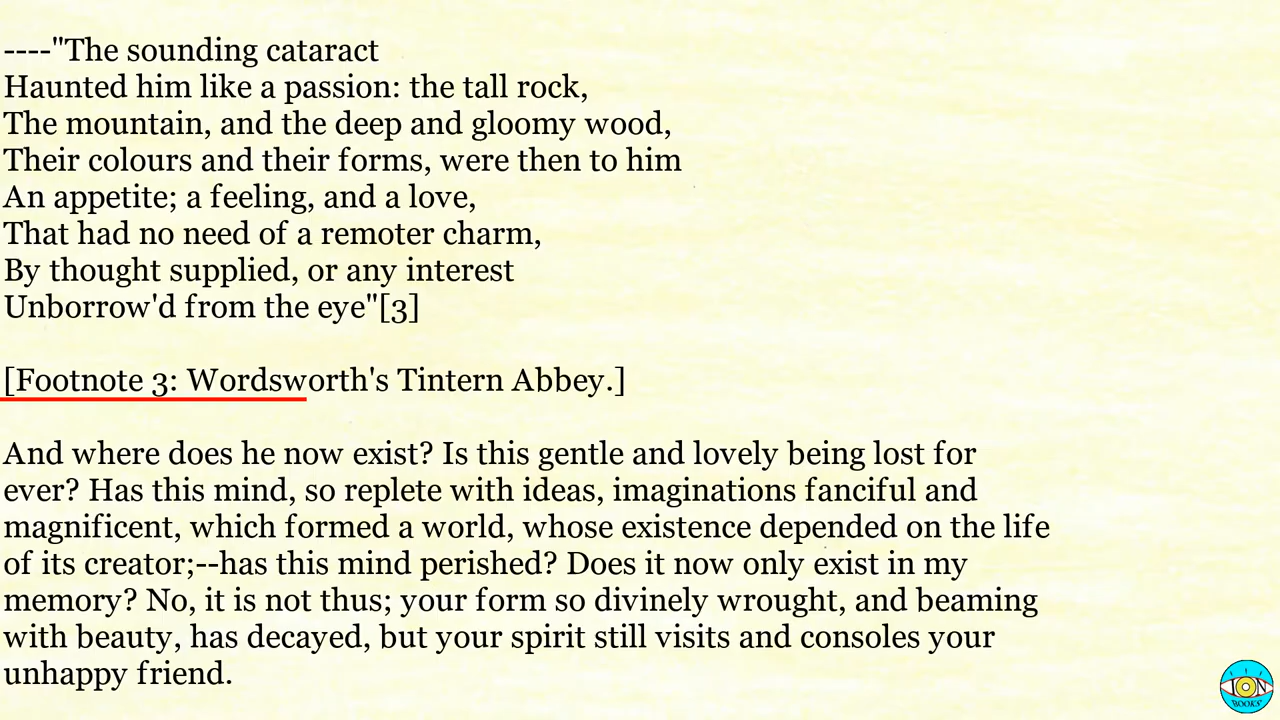 ----"The sounding cataract
Haunted him like a passion: the tall rock,
The mountain, and the deep and gloomy wood,
Their colours and their forms, were then to him
An appetite; a feeling, and a love,
That had no need of a remoter charm,
By thought supplied, or any interest
Unborrow'd from the eye"[3]
[Footnote 3: Wordsworth's Tintern Abbey.]
And where does he now exist? Is this gentle and lovely being lost for
ever? Has this mind, so replete with ideas, imaginations fanciful and
magnificent, which formed a world, whose existence depended on the life
of its creator;--has this mind perished? Does it now only exist in my
memory? No, it is not thus; your form so divinely wrought, and beaming
with beauty, has decayed, but your spirit still visits and consoles your
unhappy friend.
ION
BOOKS